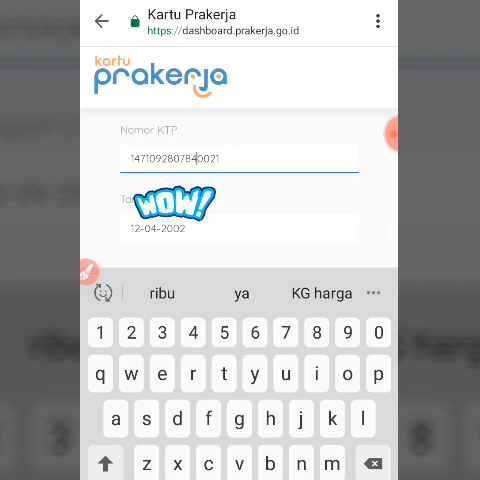 Kartu Prakerja
https://dashboard.prakerja.go.id
kartu
prakerja
Nomor KTP
1471092807840021
WOW!
12-04-2002
ribu ya KG harga
1 2 3 4 5 6 7 8 9 0
q w e r t y u i o p
a s d f g h j k l
z x c v b n m